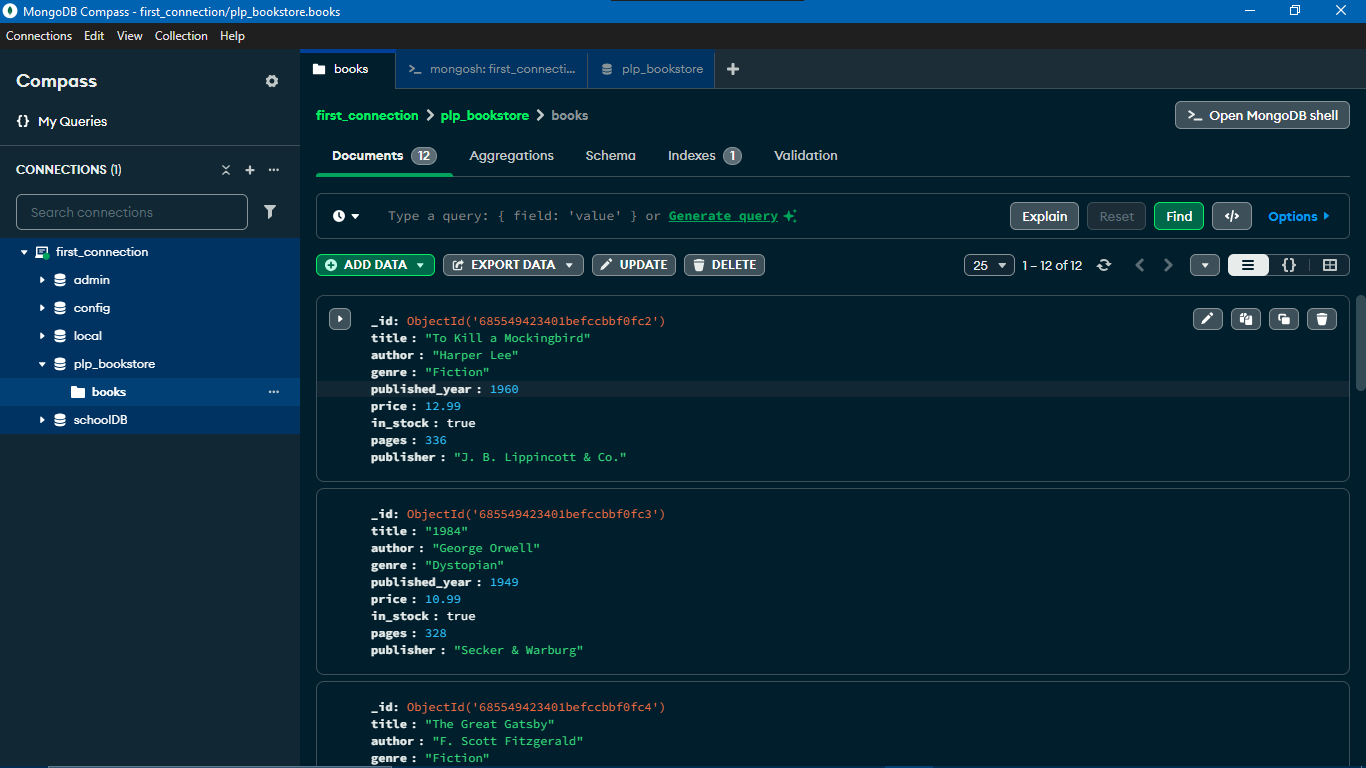 MongoDB Compass - first_connection/plp_bookstore.books
Connections Edit View Collection Help
Compass
{} My Queries
CONNECTIONS (1)
Search connections
first_connection
admin
config
local
plp_bookstore
books
schoolDB
books
>_ mongosh: first_connecti...
plp_bookstore
first_connection > plp_bookstore > books
>_ Open MongoDB shell
Documents 12 Aggregations Schema Indexes 1 Validation
Type a query: { field: 'value' } or Generate query
Explain Reset Find </> Options
ADD DATA EXPORT DATA UPDATE DELETE
25 1 – 12 of 12 {}
_id: ObjectId('685549423401befccbbf0fc2')
title : "To Kill a Mockingbird"
author : "Harper Lee"
genre : "Fiction"
published_year : 1960
price : 12.99
in_stock : true
pages : 336
publisher : "J. B. Lippincott & Co."
_id: ObjectId('685549423401befccbbf0fc3')
title : "1984"
author : "George Orwell"
genre : "Dystopian"
published_year : 1949
price : 10.99
in_stock : true
pages : 328
publisher : "Secker & Warburg"
_id: ObjectId('685549423401befccbbf0fc4')
title : "The Great Gatsby"
author : "F. Scott Fitzgerald"
genre : "Fiction"